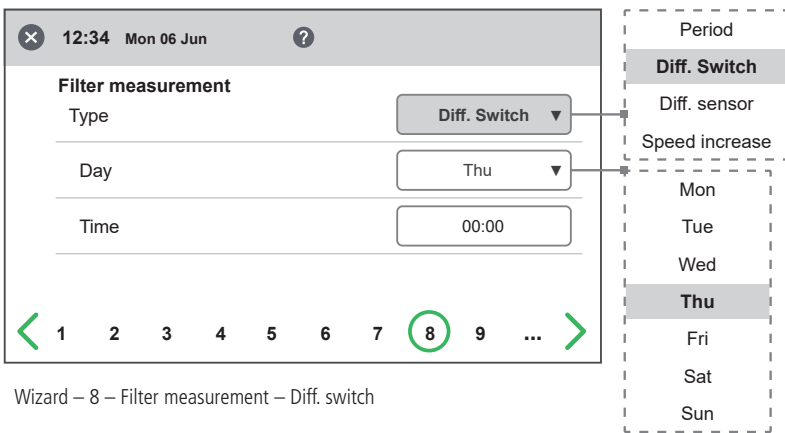 12:34 Mon 06 Jun ?
Filter measurement
Type Diff. Switch ▼
Day Thu ▼
Time 00:00
1 2 3 4 5 6 7 8 9 ...
Period
Diff. Switch
Diff. sensor
Speed increase
Mon
Tue
Wed
Thu
Fri
Sat
Sun
Wizard – 8 – Filter measurement – Diff. switch